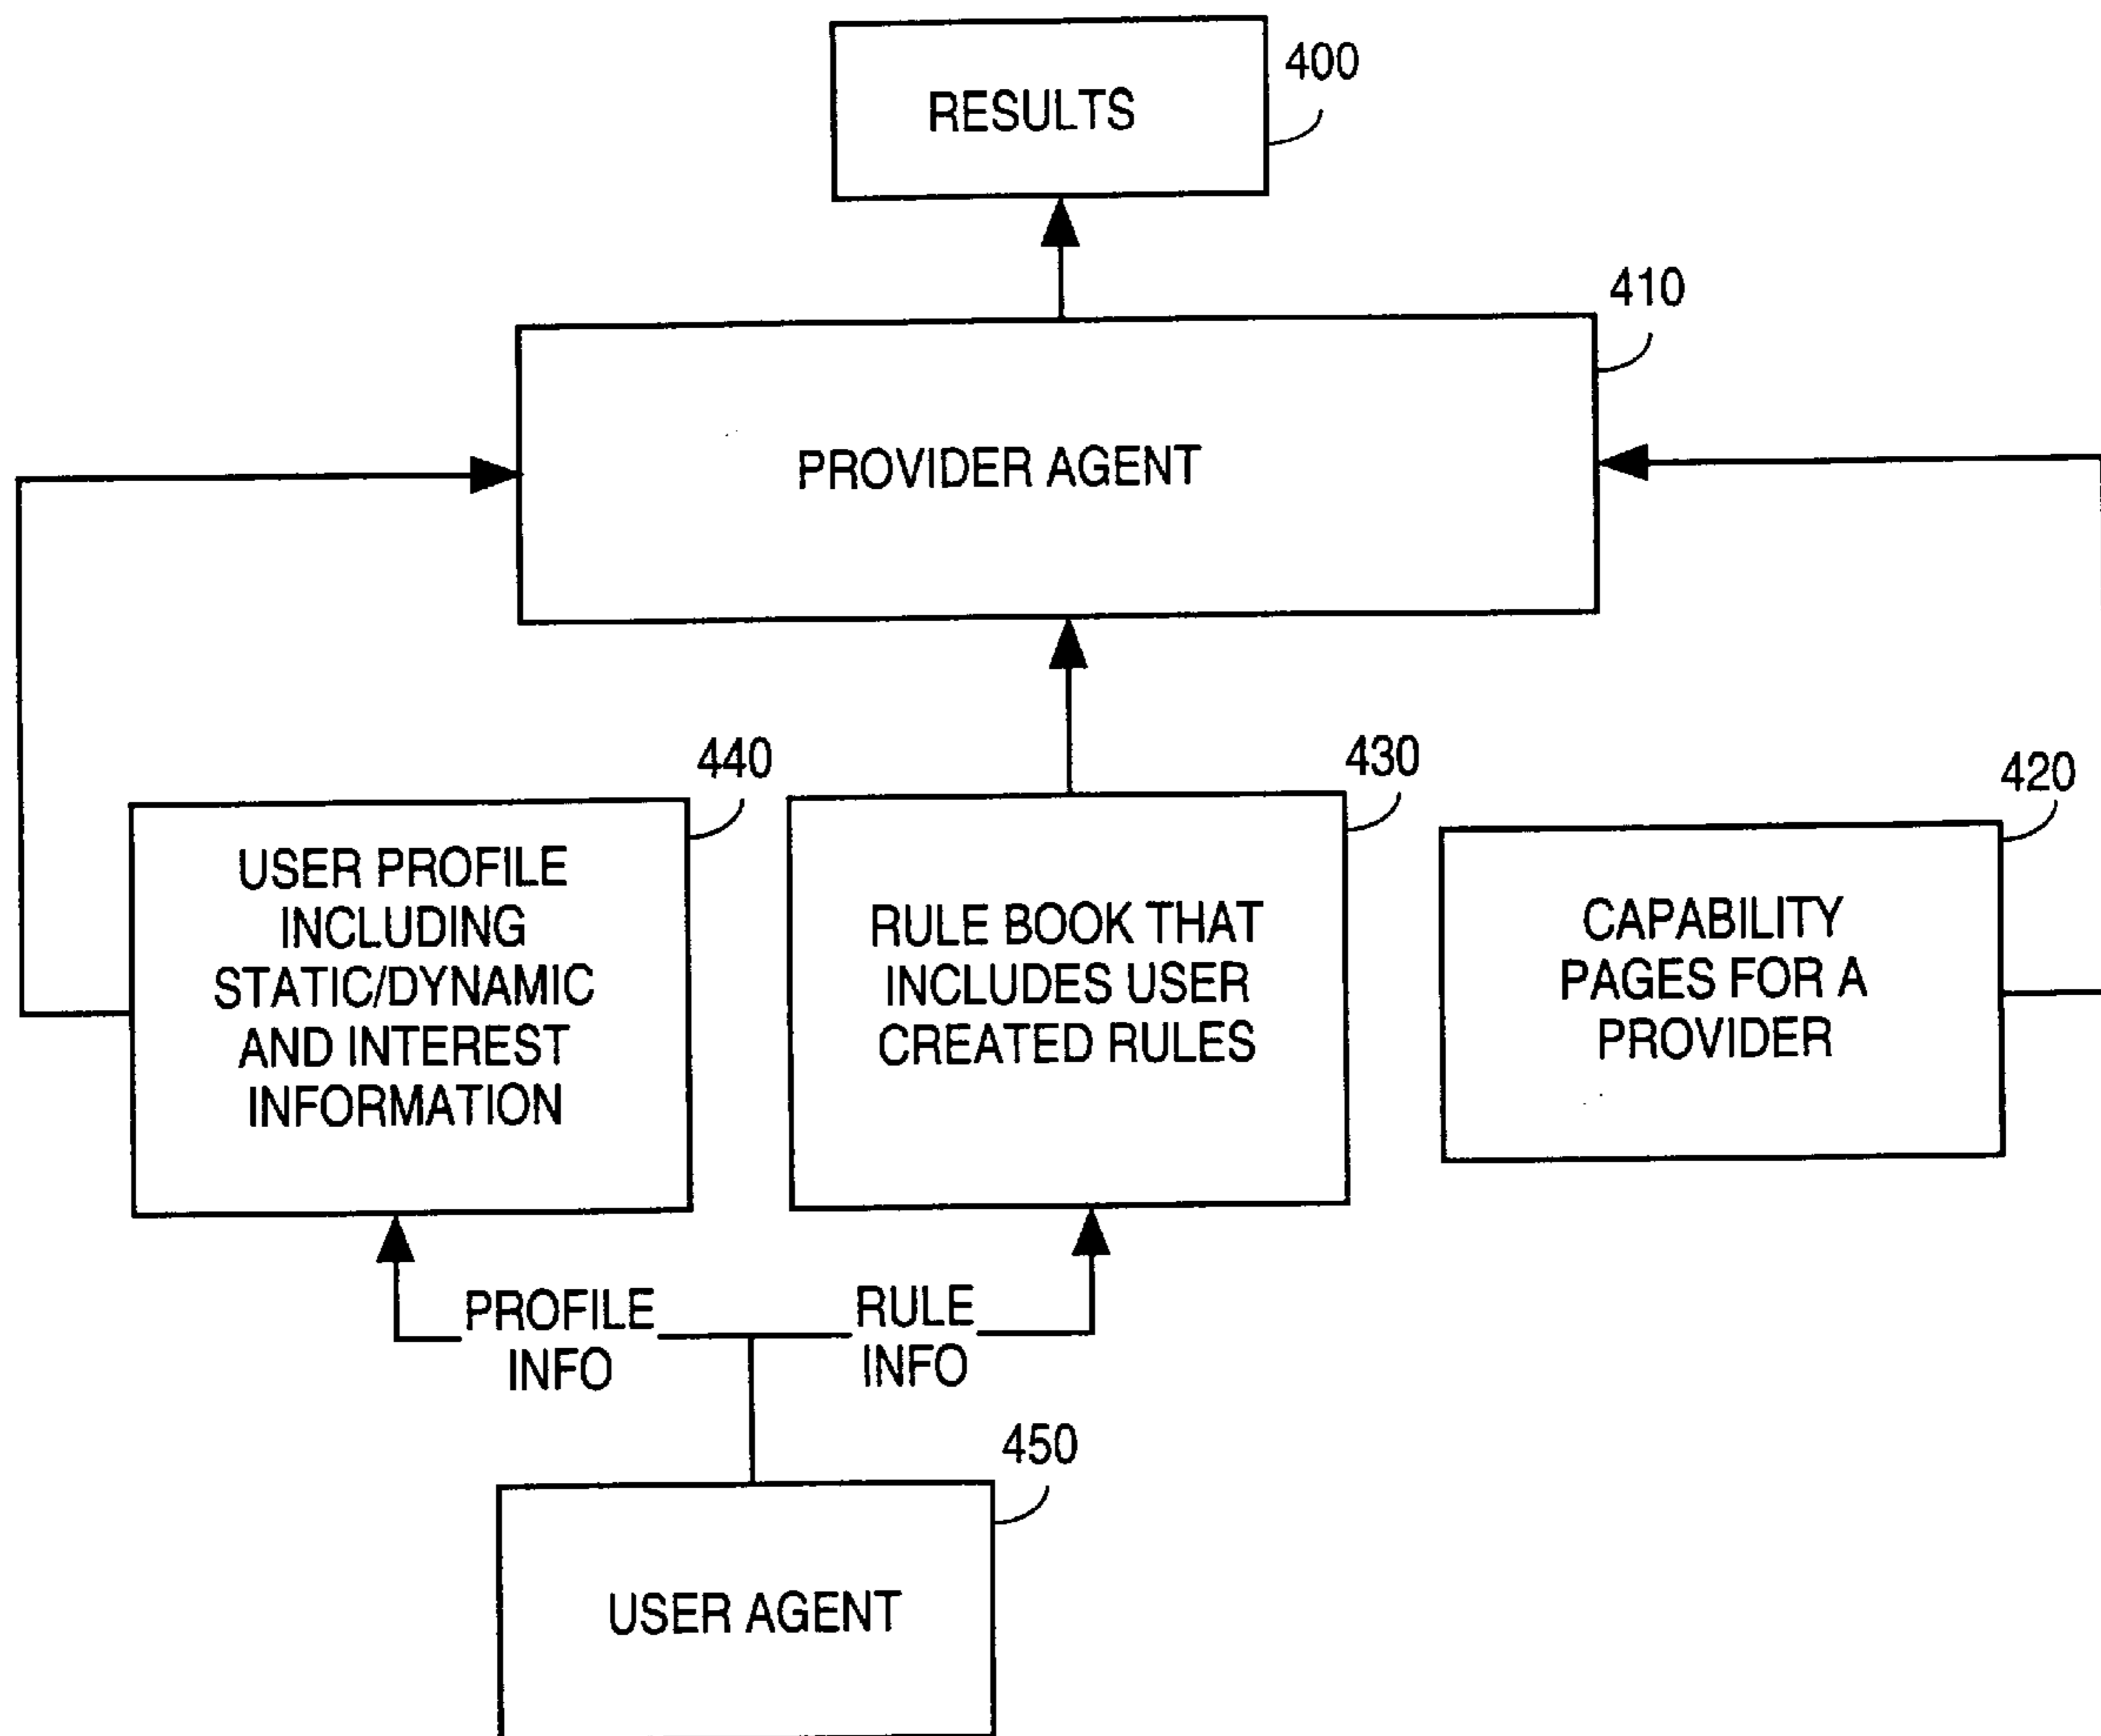 RESULTS
400
410
PROVIDER AGENT
440
USER PROFILE
INCLUDING
STATIC/DYNAMIC
AND INTEREST
INFORMATION
430
RULE BOOK THAT
INCLUDES USER
CREATED RULES
420
CAPABILITY
PAGES FOR A
PROVIDER
PROFILE
INFO
RULE
INFO
450
USER AGENT